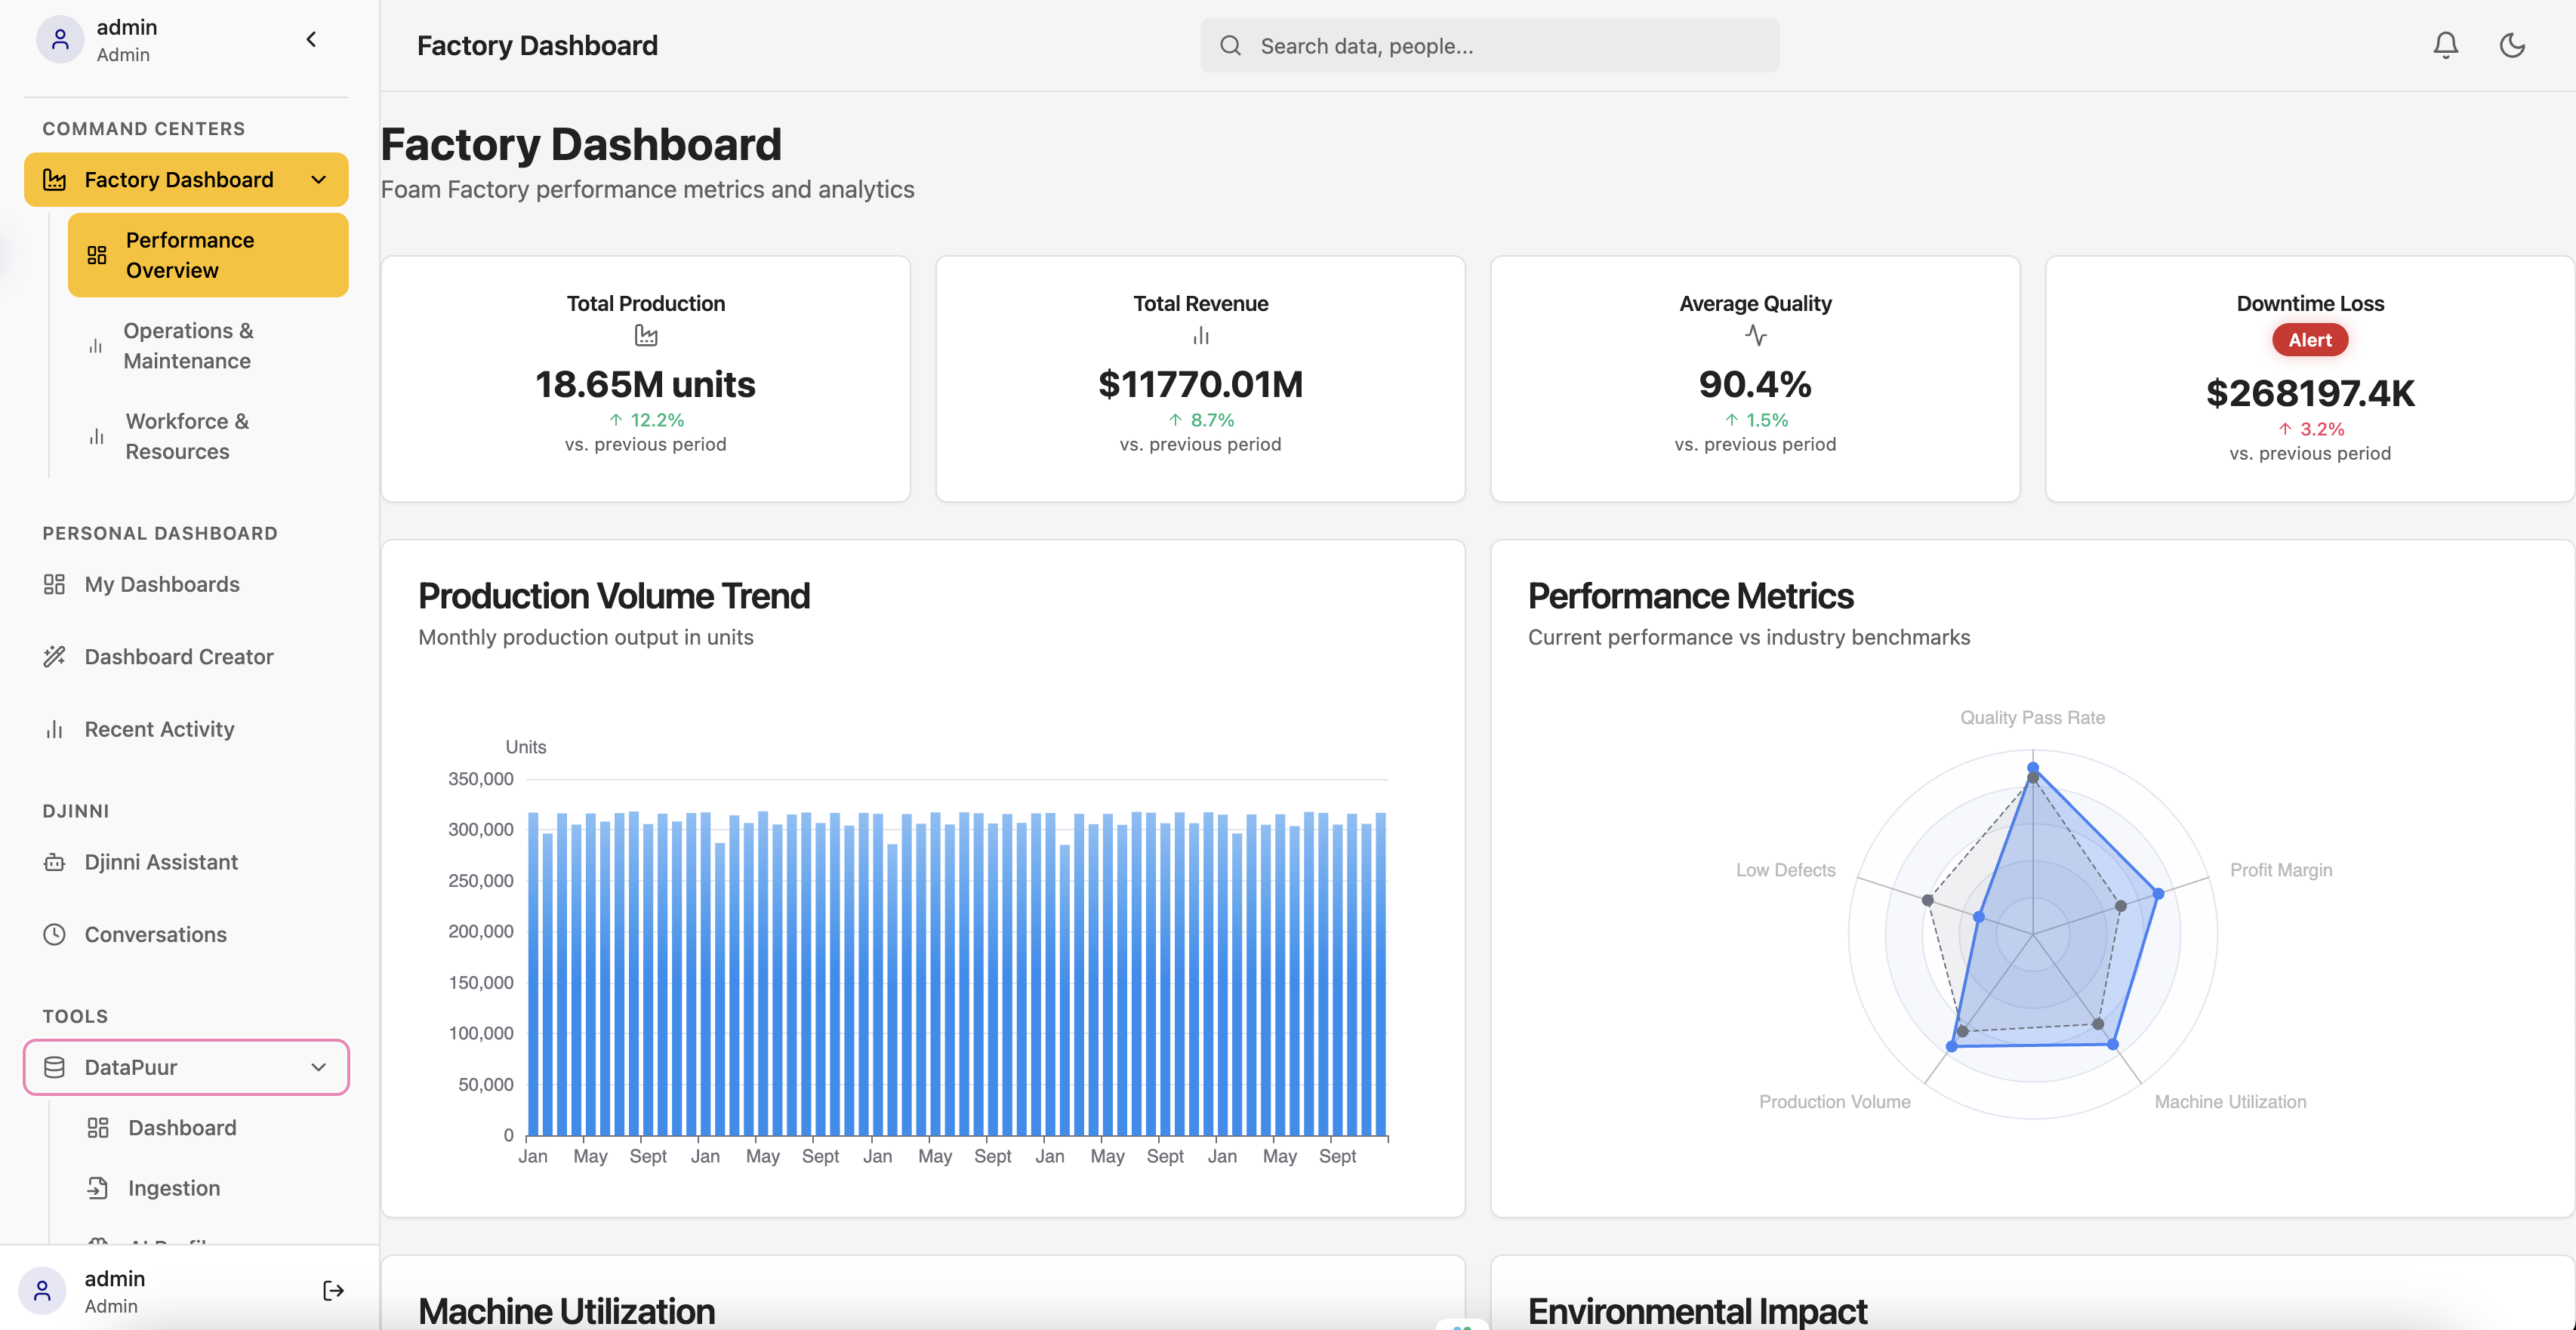 admin
Admin
COMMAND CENTERS
Factory Dashboard
Performance
Overview
Operations &
Maintenance
Workforce &
Resources
PERSONAL DASHBOARD
My Dashboards
Dashboard Creator
Recent Activity
DJINNI
Djinni Assistant
Conversations
TOOLS
DataPuur
Dashboard
Ingestion
admin
Admin
Factory Dashboard
Search data, people...
Factory Dashboard
Foam Factory performance metrics and analytics
Total Production
18.65M units
↑ 12.2%
vs. previous period
Total Revenue
$11770.01M
↑ 8.7%
vs. previous period
Average Quality
90.4%
↑ 1.5%
vs. previous period
Downtime Loss
Alert
$268197.4K
↑ 3.2%
vs. previous period
Production Volume Trend
Monthly production output in units
Units
350,000
300,000
250,000
200,000
150,000
100,000
50,000
0
Jan May Sept Jan May Sept Jan May Sept Jan May Sept Jan May Sept
Performance Metrics
Current performance vs industry benchmarks
Quality Pass Rate
Low Defects
Profit Margin
Production Volume
Machine Utilization
Machine Utilization
Environmental Impact